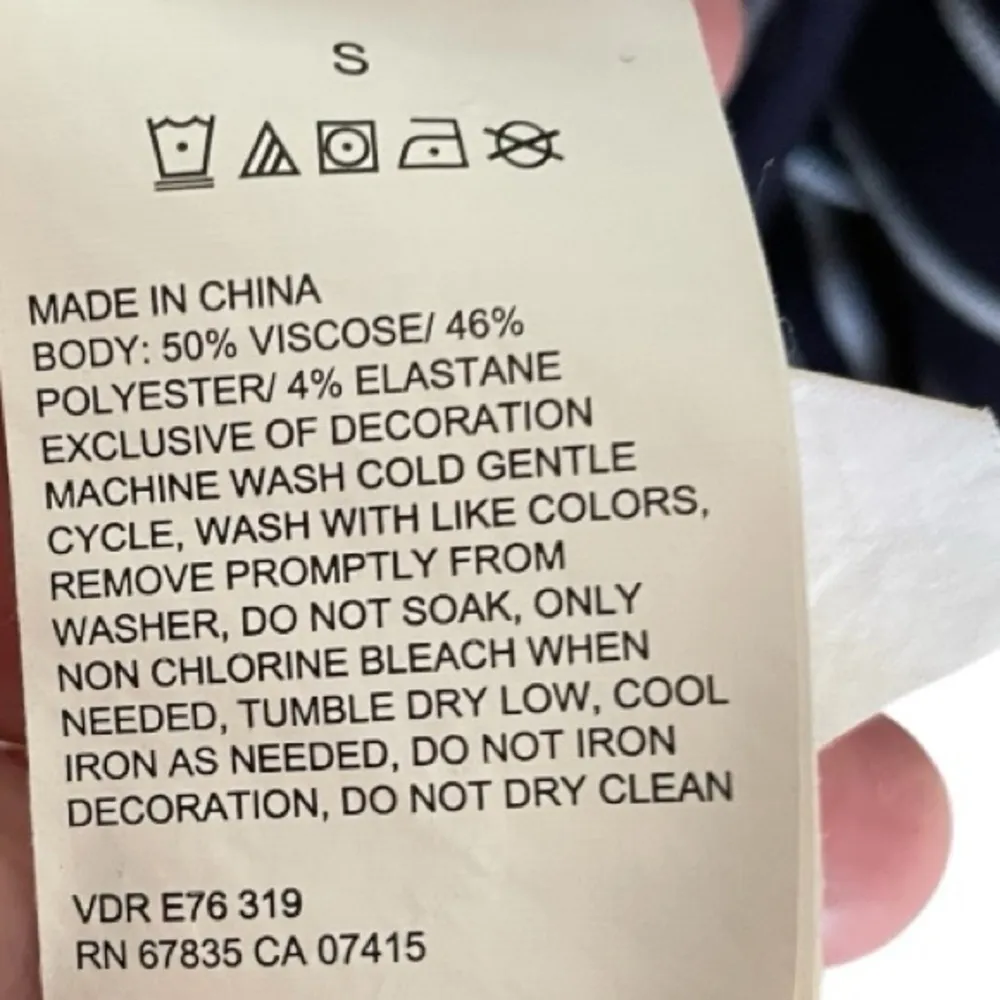 S
MADE IN CHINA
BODY: 50% VISCOSE/ 46%
POLYESTER/ 4% ELASTANE
EXCLUSIVE OF DECORATION
MACHINE WASH COLD GENTLE
CYCLE, WASH WITH LIKE COLORS,
REMOVE PROMPTLY FROM
WASHER, DO NOT SOAK, ONLY
NON CHLORINE BLEACH WHEN
NEEDED, TUMBLE DRY LOW, COOL
IRON AS NEEDED, DO NOT IRON
DECORATION, DO NOT DRY CLEAN
VDR E76 319
RN 67835 CA 07415